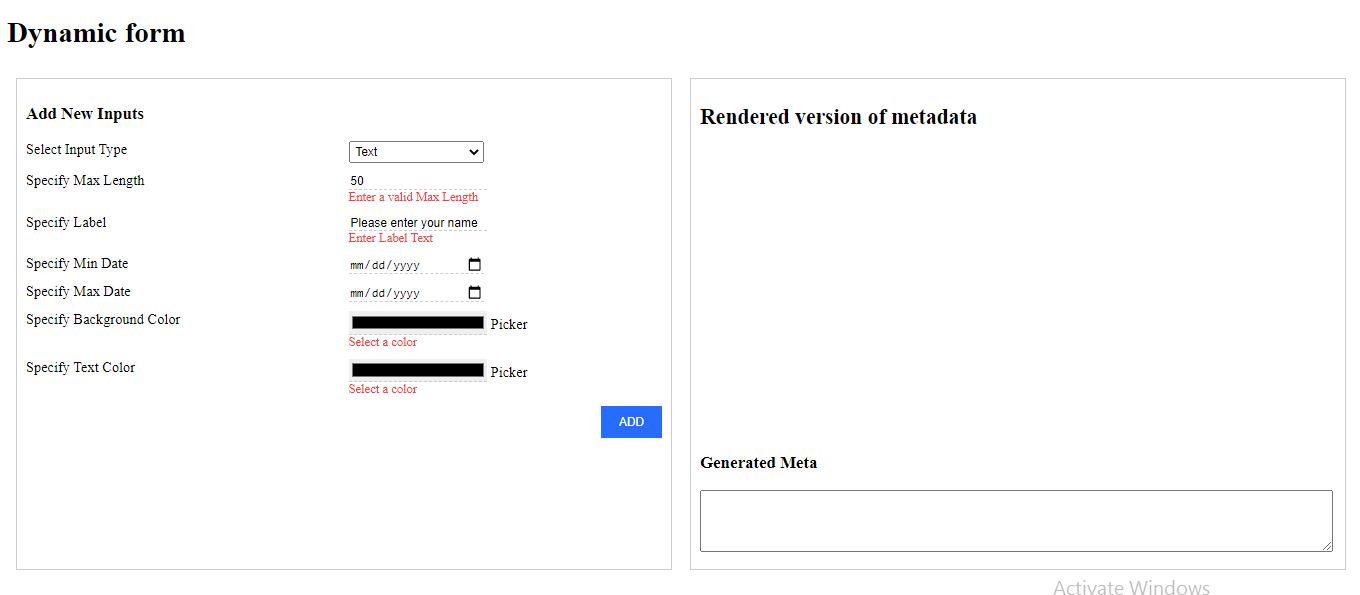 Dynamic form
Add New Inputs
Select Input Type
Text
Specify Max Length
50
Enter a valid Max Length
Specify Label
Please enter your name
Enter Label Text
Specify Min Date
mm/dd/yyyy
Specify Max Date
mm/dd/yyyy
Specify Background Color
Picker
Select a color
Specify Text Color
Picker
Select a color
ADD
Rendered version of metadata
Generated Meta
Activate Windows